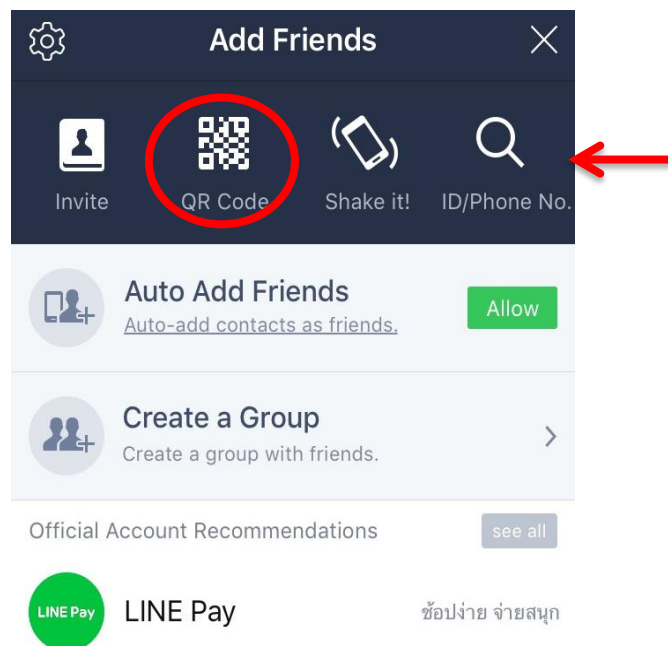 Add Friends
Invite
QR Code
Shake it!
ID/Phone No.
Auto Add Friends
Allow
Auto-add contacts as friends.
Create a Group
Create a group with friends.
Official Account Recommendations
see all
LINE Pay
LINE Pay
ช้อปง่าย จ่ายสนุก